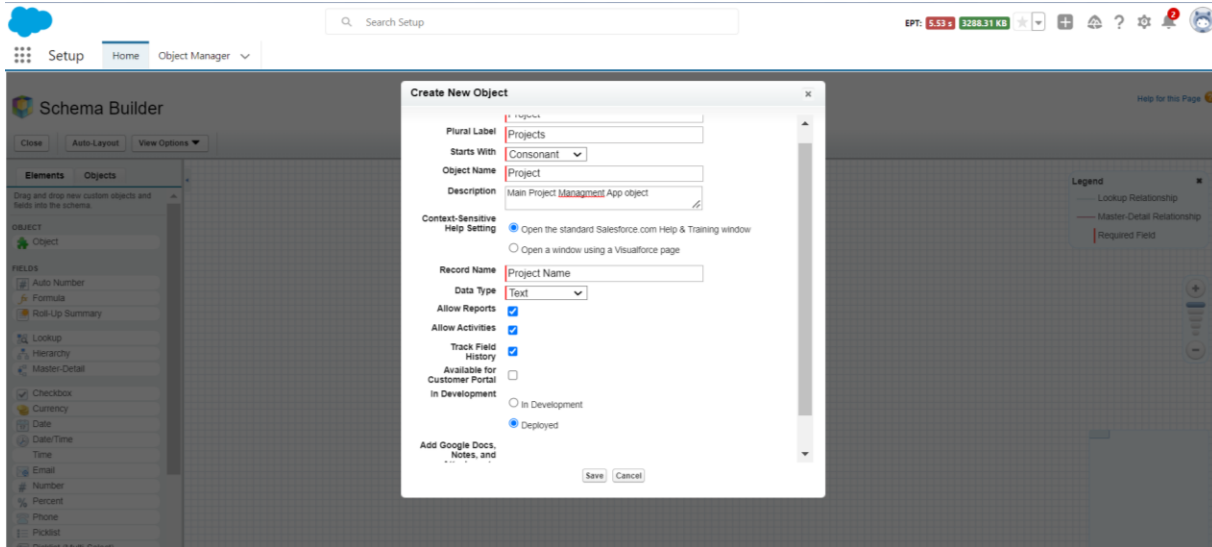 Search Setup
EPT: 5.53 s 3288.31 KB
2
Setup Home Object Manager
Schema Builder
Help for this Page
Close Auto-Layout View Options
Elements Objects
Drag and drop new custom objects and
fields into the schema.
OBJECT
Object
FIELDS
Auto Number
Formula
Roll-Up Summary
Lookup
Hierarchy
Master-Detail
Checkbox
Currency
Date
Date/Time
Time
Email
Number
Percent
Phone
Picklist
Create New Object
Project
Plural Label Projects
Starts With Consonant
Object Name Project
Description Main Project Managment App object
Context-Sensitive
Help Setting Open the standard Salesforce.com Help & Training window
Open a window using a Visualforce page
Record Name Project Name
Data Type Text
Allow Reports
Allow Activities
Track Field
History
Available for
Customer Portal
In Development
In Development
Deployed
Add Google Docs,
Notes, and
Save Cancel
Legend
Lookup Relationship
Master-Detail Relationship
Required Field